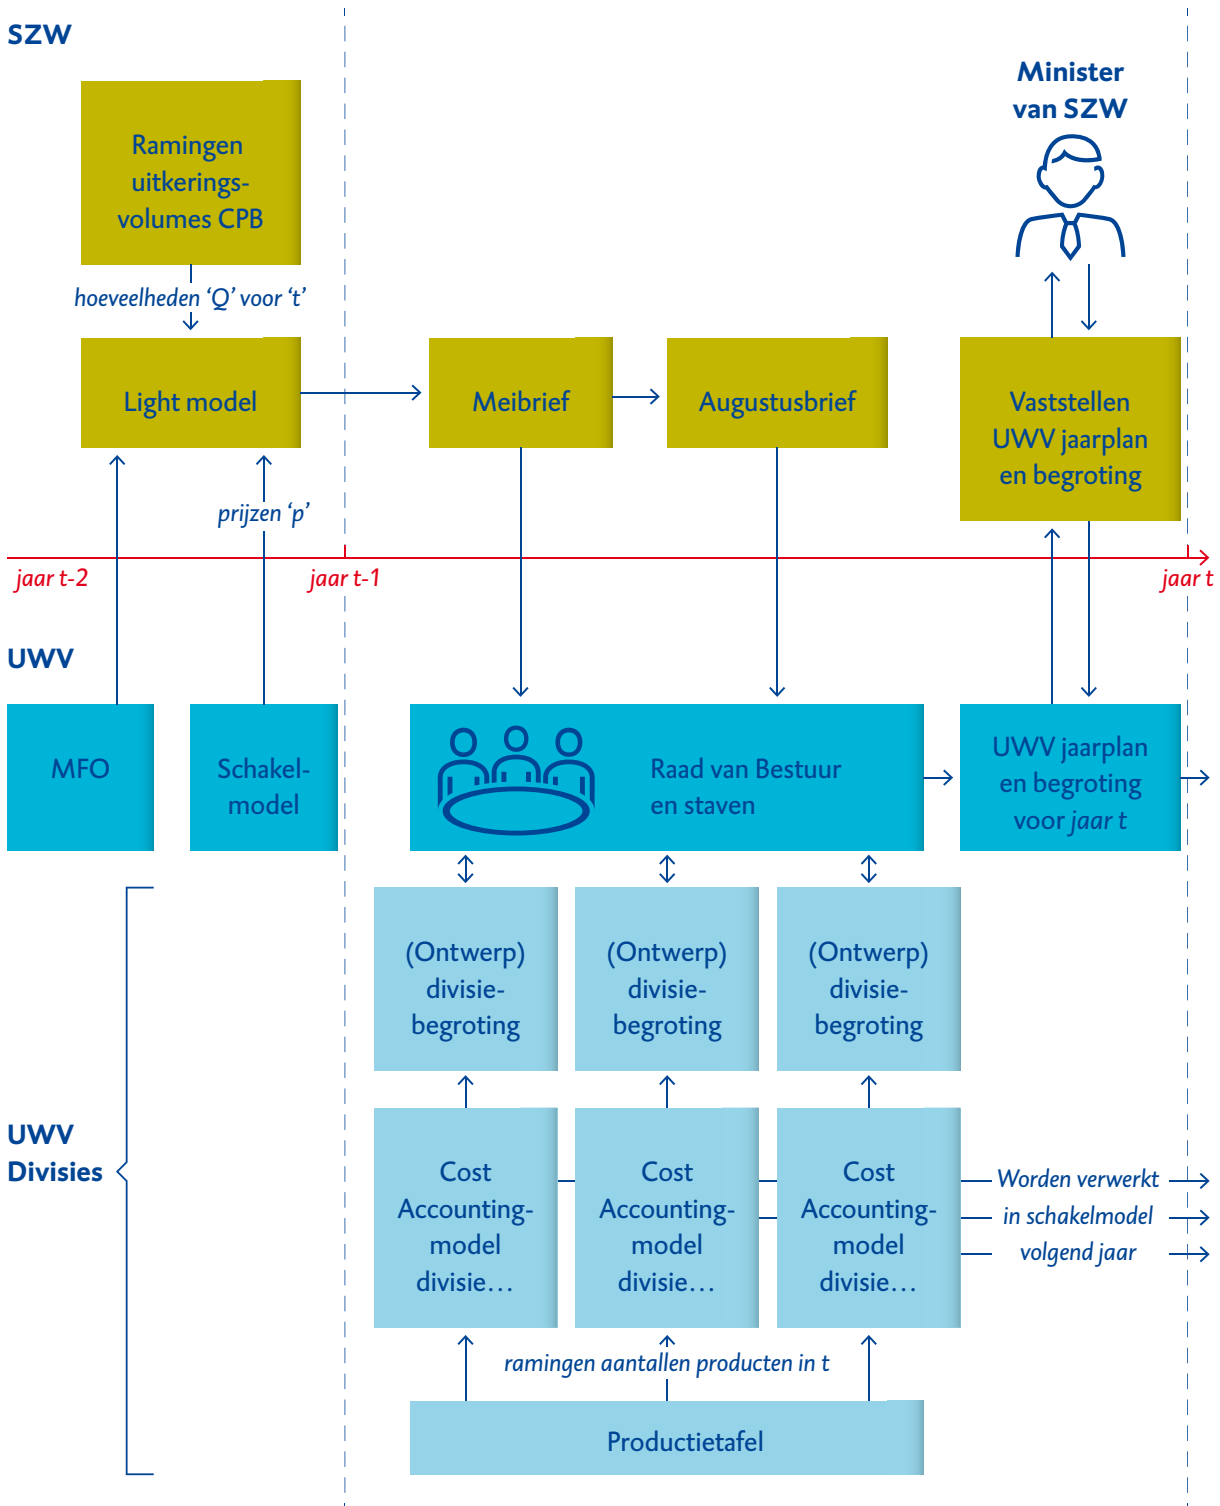 SZW
Minister
van SZW
Ramingen
uitkerings-
volumes CPB
hoeveelheden ‘Q’ voor ‘t’
Light model
Meibrief
Augustusbrief
Vaststellen
UWV jaarplan
en begroting
prijzen ‘p’
jaar t-2
jaar t-1
jaar t
UWV
MFO
Schakel-
model
Raad van Bestuur
en staven
UWV jaarplan
en begroting
voor jaar t
(Ontwerp)
divisie-
begroting
(Ontwerp)
divisie-
begroting
(Ontwerp)
divisie-
begroting
UWV
Divisies
Cost
Accounting-
model
divisie…
Cost
Accounting-
model
divisie…
Cost
Accounting-
model
divisie…
Worden verwerkt
in schakelmodel
volgend jaar
ramingen aantallen producten in t
Productietafel